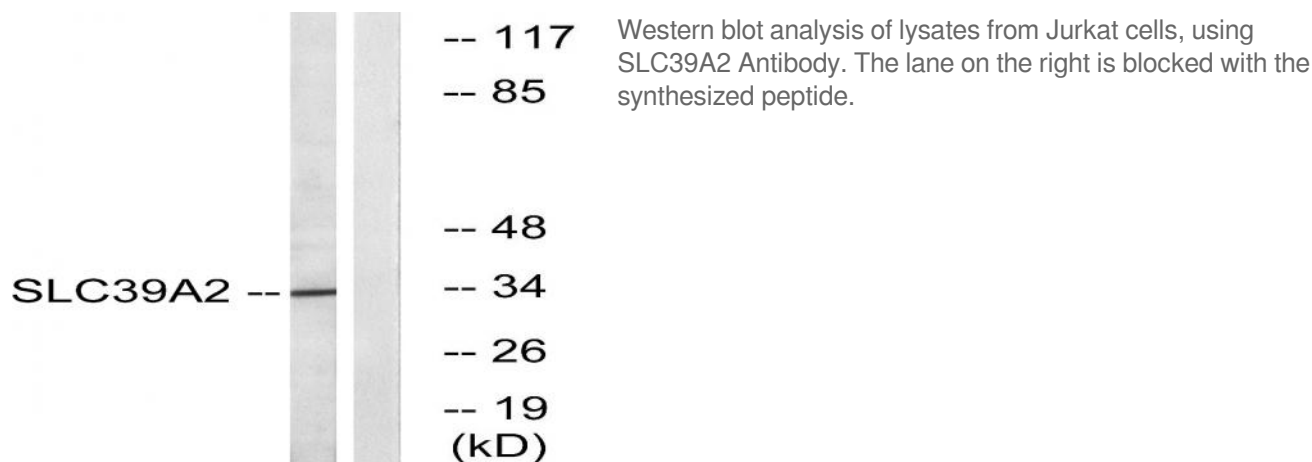 -- 117
-- 85
-- 48
SLC39A2 --
-- 34
-- 26
-- 19
(kD)
Western blot analysis of lysates from Jurkat cells, using
SLC39A2 Antibody. The lane on the right is blocked with the
synthesized peptide.